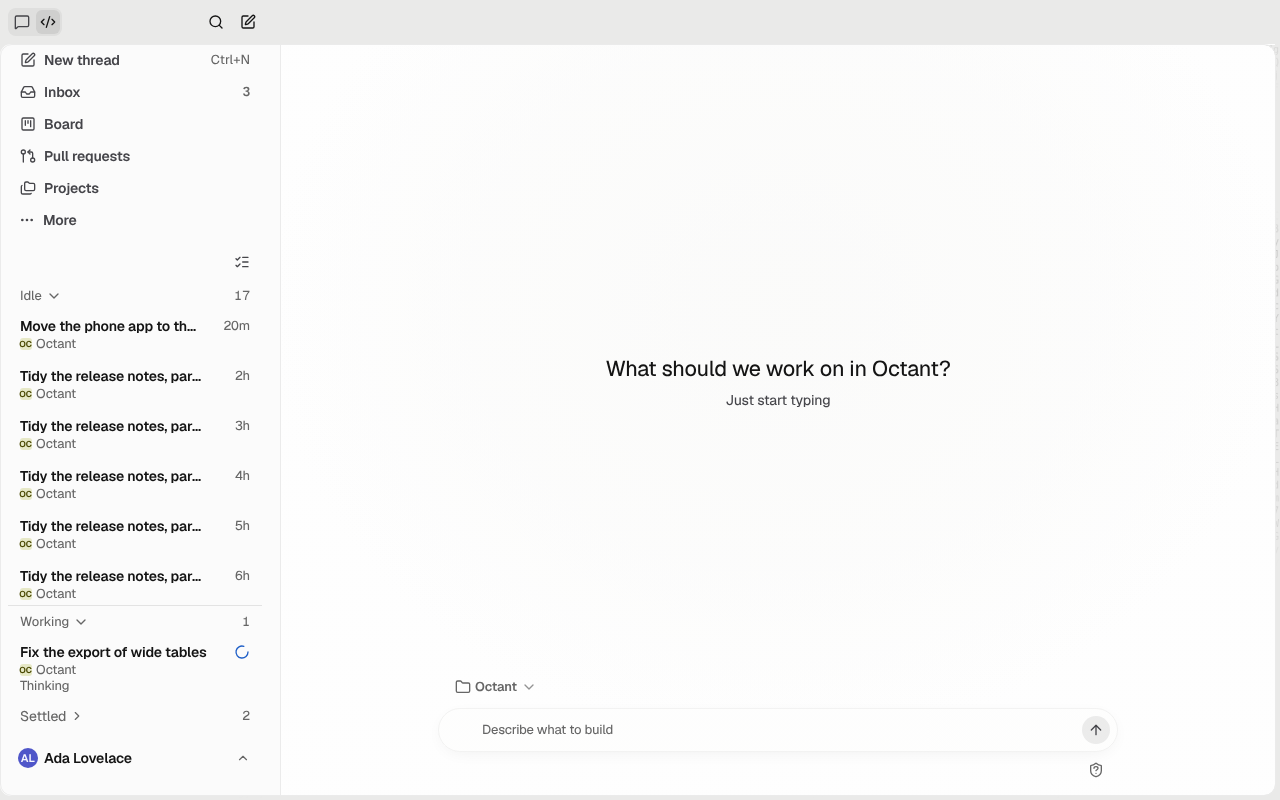 New thread Ctrl+N
Inbox 3
Board
Pull requests
Projects
More
Idle 17
Move the phone app to th... 20m
OC Octant
Tidy the release notes, par... 2h
OC Octant
Tidy the release notes, par... 3h
OC Octant
Tidy the release notes, par... 4h
OC Octant
Tidy the release notes, par... 5h
OC Octant
Tidy the release notes, par... 6h
OC Octant
Working 1
Fix the export of wide tables
OC Octant
Thinking
Settled 2
AL Ada Lovelace
What should we work on in Octant?
Just start typing
Octant
Describe what to build